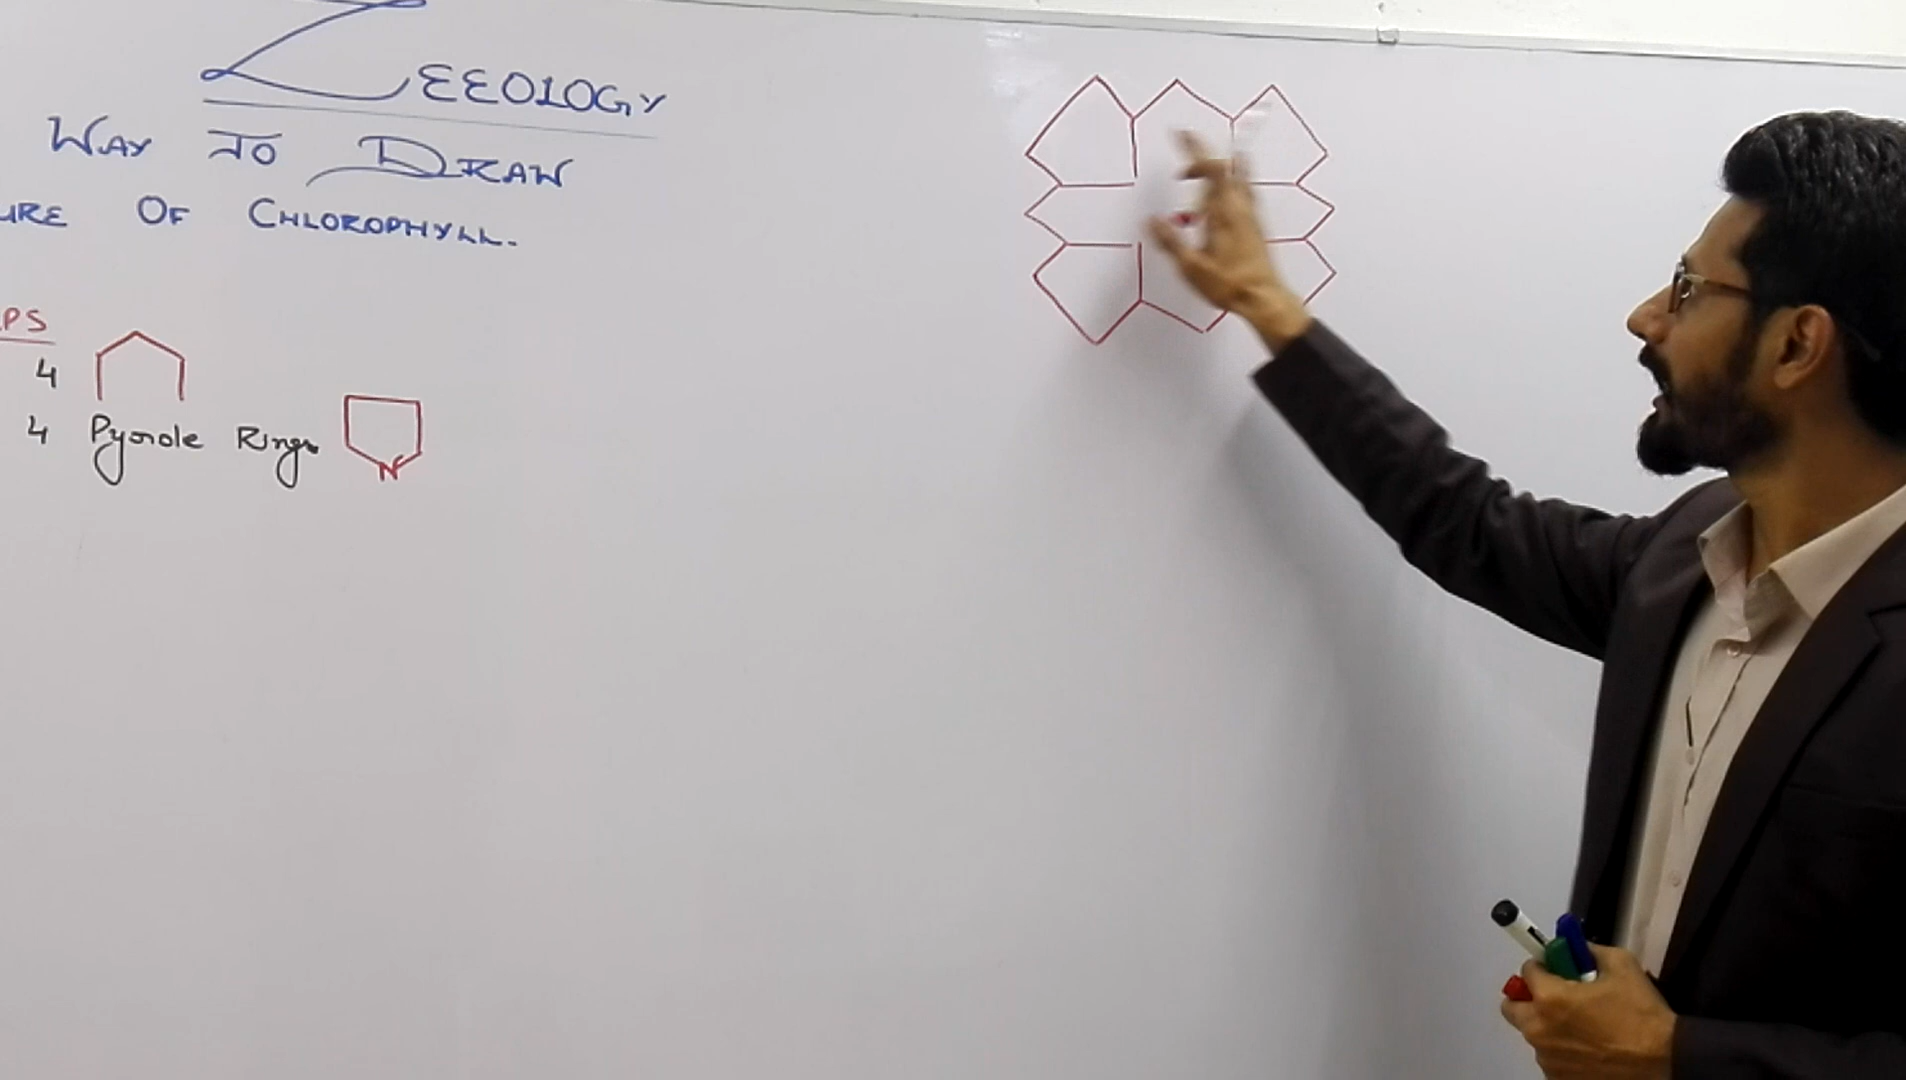 ZEEOLOGY
WAY TO DRAW
URE OF CHLOROPHYLL.
PS
4
4 Pyrrole Rings
N